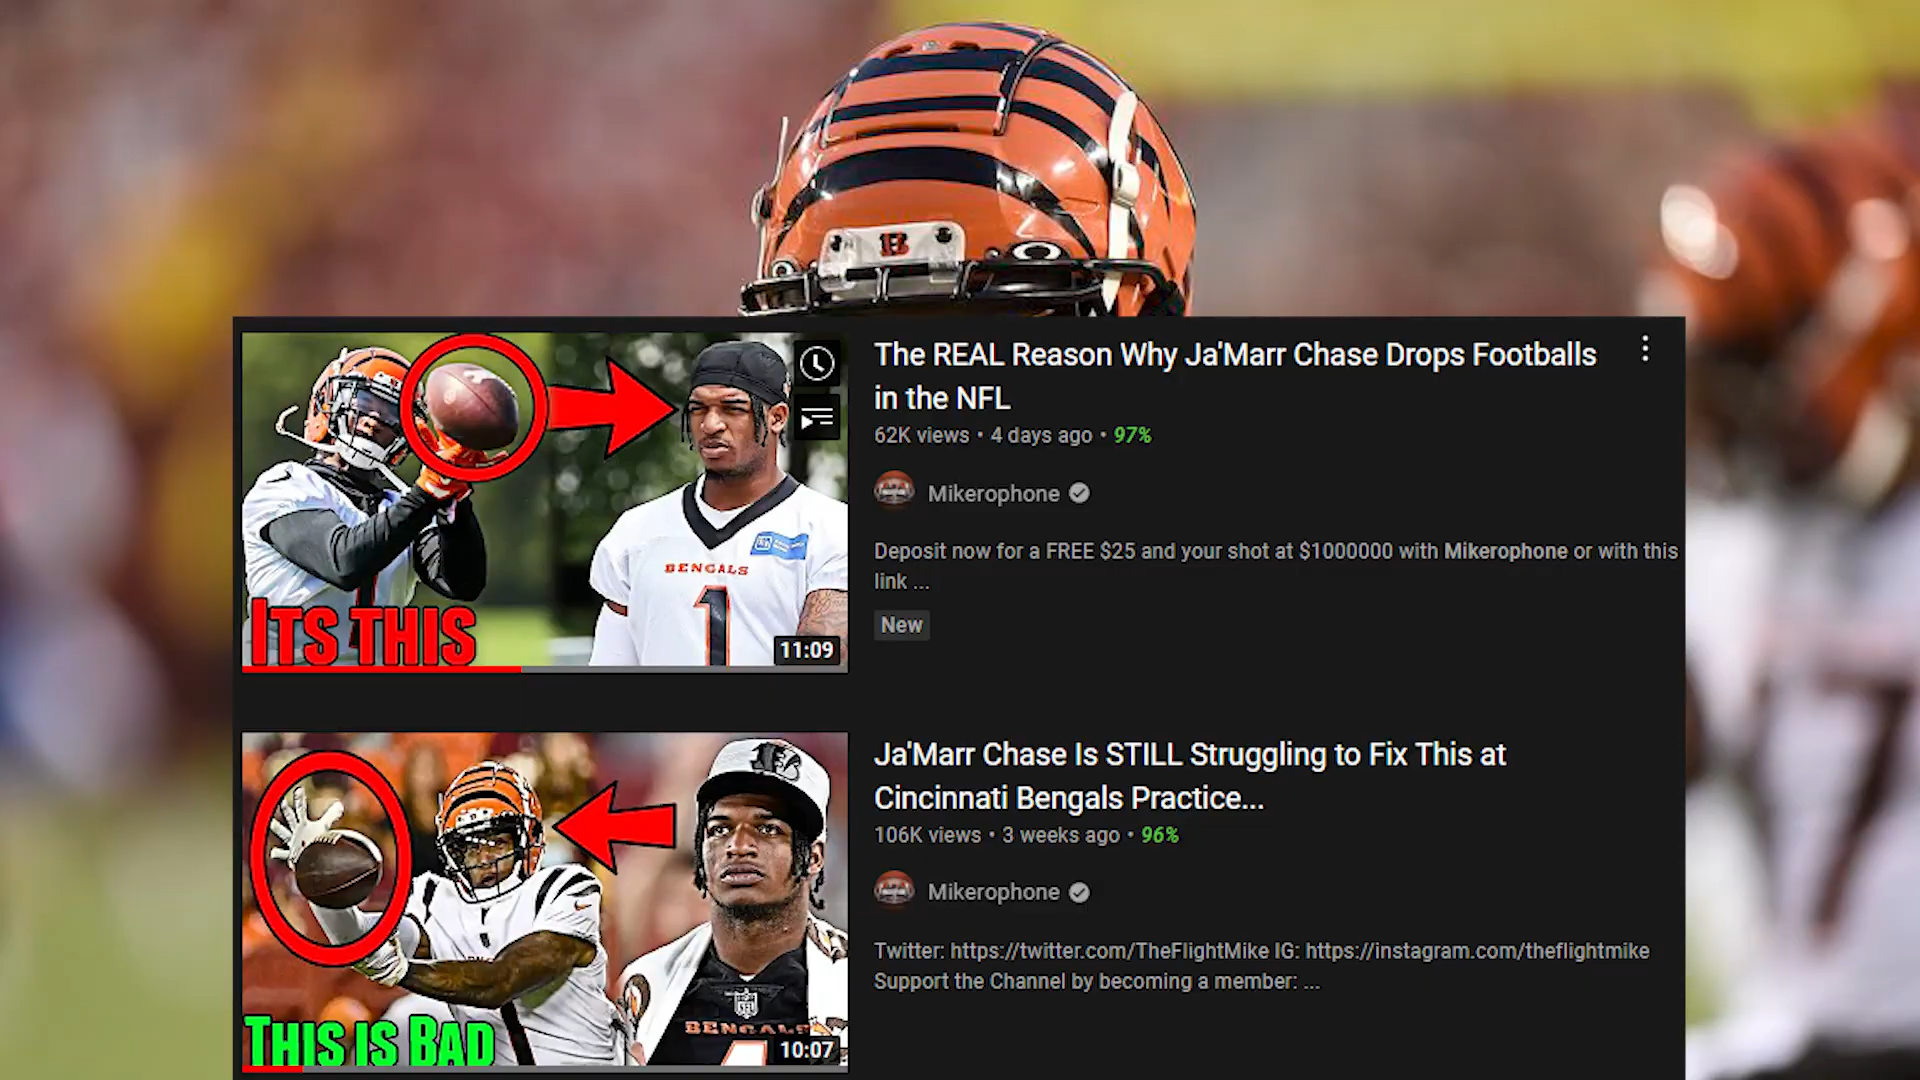 The REAL Reason Why Ja'Marr Chase Drops Footballs
in the NFL
62K views • 4 days ago • 97%
Mikerophone
Deposit now for a FREE $25 and your shot at $1000000 with Mikerophone or with this
link ...
New
BENGALS
1
ITS THIS
11:09
Ja'Marr Chase Is STILL Struggling to Fix This at
Cincinnati Bengals Practice...
106K views • 3 weeks ago • 96%
Mikerophone
Twitter: https://twitter.com/TheFlightMike IG: https://instagram.com/theflightmike
Support the Channel by becoming a member: ...
NFL
BENGALS
THIS IS BAD
10:07
B